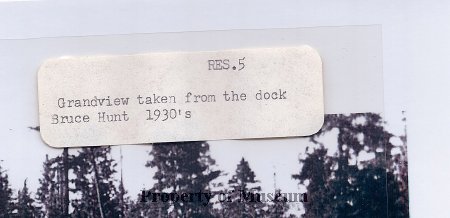 RES.5
Grandview taken from the dock
Bruce Hunt 1930's
Property of Museum